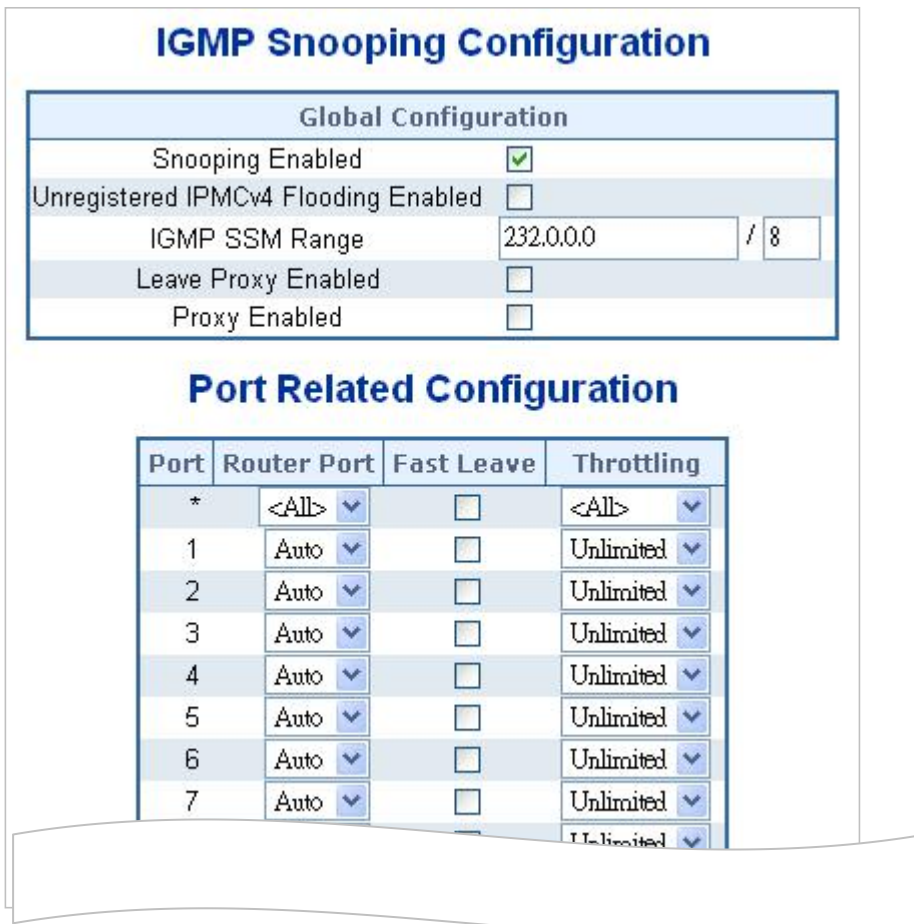 IGMP Snooping Configuration
Global Configuration
Snooping Enabled
Unregistered IPMCv4 Flooding Enabled
IGMP SSM Range 232.0.0.0 / 8
Leave Proxy Enabled
Proxy Enabled
Port Related Configuration
Port Router Port Fast Leave Throttling
* <All> <All>
1 Auto Unlimited
2 Auto Unlimited
3 Auto Unlimited
4 Auto Unlimited
5 Auto Unlimited
6 Auto Unlimited
7 Auto Unlimited
Unlimited